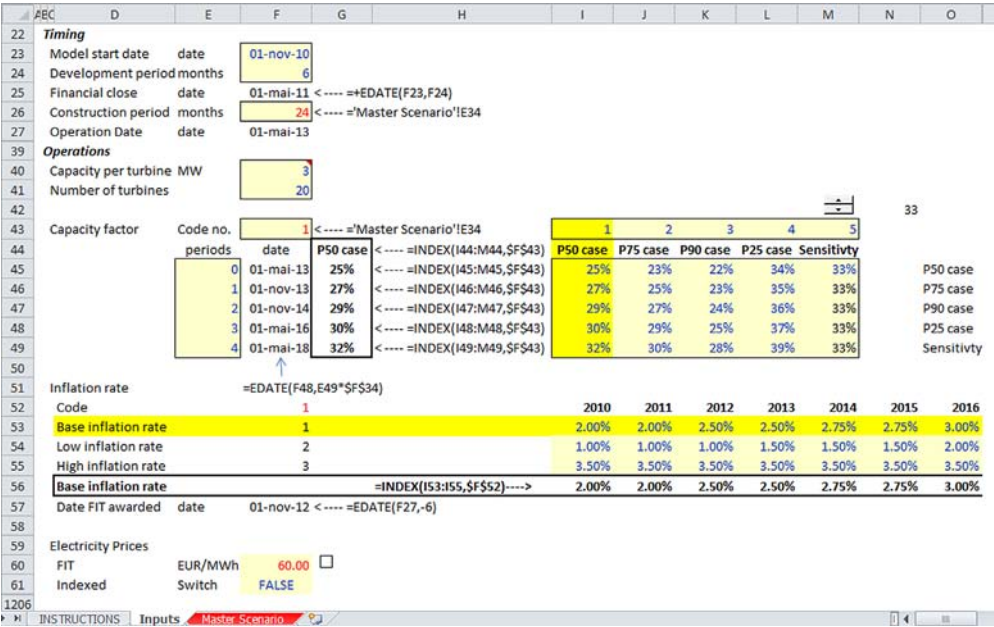 A B C D E F G H I J K L M N O
22 Timing
23 Model start date date 01-nov-10
24 Development period months 6
25 Financial close date 01-mai-11 <---- =+EDATE(F23,F24)
26 Construction period months 24 <---- ='Master Scenario'!E34
27 Operation Date date 01-mai-13
39 Operations
40 Capacity per turbine MW 3
41 Number of turbines 20
42 33
43 Capacity factor Code no. 1 <---- ='Master Scenario'!E34 1 2 3 4 5
44 periods date P50 case <---- =INDEX(I44:M44,$F$43) P50 case P75 case P90 case P25 case Sensitivty
45 0 01-mai-13 25% <---- =INDEX(I45:M45,$F$43) 25% 23% 22% 34% 33% P50 case
46 1 01-nov-13 27% <---- =INDEX(I46:M46,$F$43) 27% 25% 23% 35% 33% P75 case
47 2 01-nov-14 29% <---- =INDEX(I47:M47,$F$43) 29% 27% 24% 36% 33% P90 case
48 3 01-mai-16 30% <---- =INDEX(I48:M48,$F$43) 30% 29% 25% 37% 33% P25 case
49 4 01-mai-18 32% <---- =INDEX(I49:M49,$F$43) 32% 30% 28% 39% 33% Sensitivty
50
51 Inflation rate =EDATE(F48,E49*$F$34)
52 Code 1 2010 2011 2012 2013 2014 2015 2016
53 Base inflation rate 1 2.00% 2.00% 2.50% 2.50% 2.75% 2.75% 3.00%
54 Low inflation rate 2 1.00% 1.00% 1.00% 1.50% 1.50% 1.50% 2.00%
55 High inflation rate 3 3.50% 3.50% 3.50% 3.50% 3.50% 3.50% 3.50%
56 Base inflation rate =INDEX(I53:I55,$F$52)----> 2.00% 2.00% 2.50% 2.50% 2.75% 2.75% 3.00%
57 Date FIT awarded date 01-nov-12 <---- =EDATE(F27,-6)
58
59 Electricity Prices
60 FIT EUR/MWh 60.00
61 Indexed Switch FALSE
1206
INSTRUCTIONS Inputs Master Scenario